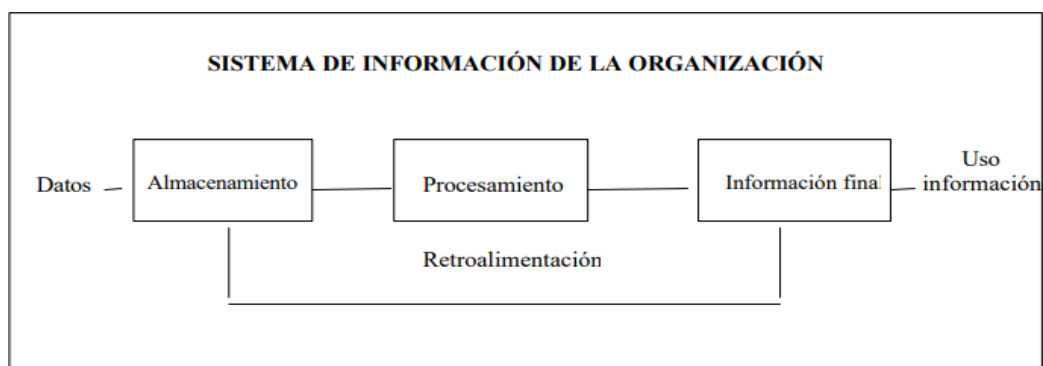 SISTEMA DE INFORMACIÓN DE LA ORGANIZACIÓN
Datos
Almacenamiento
Procesamiento
Información final
Uso
información
Retroalimentación